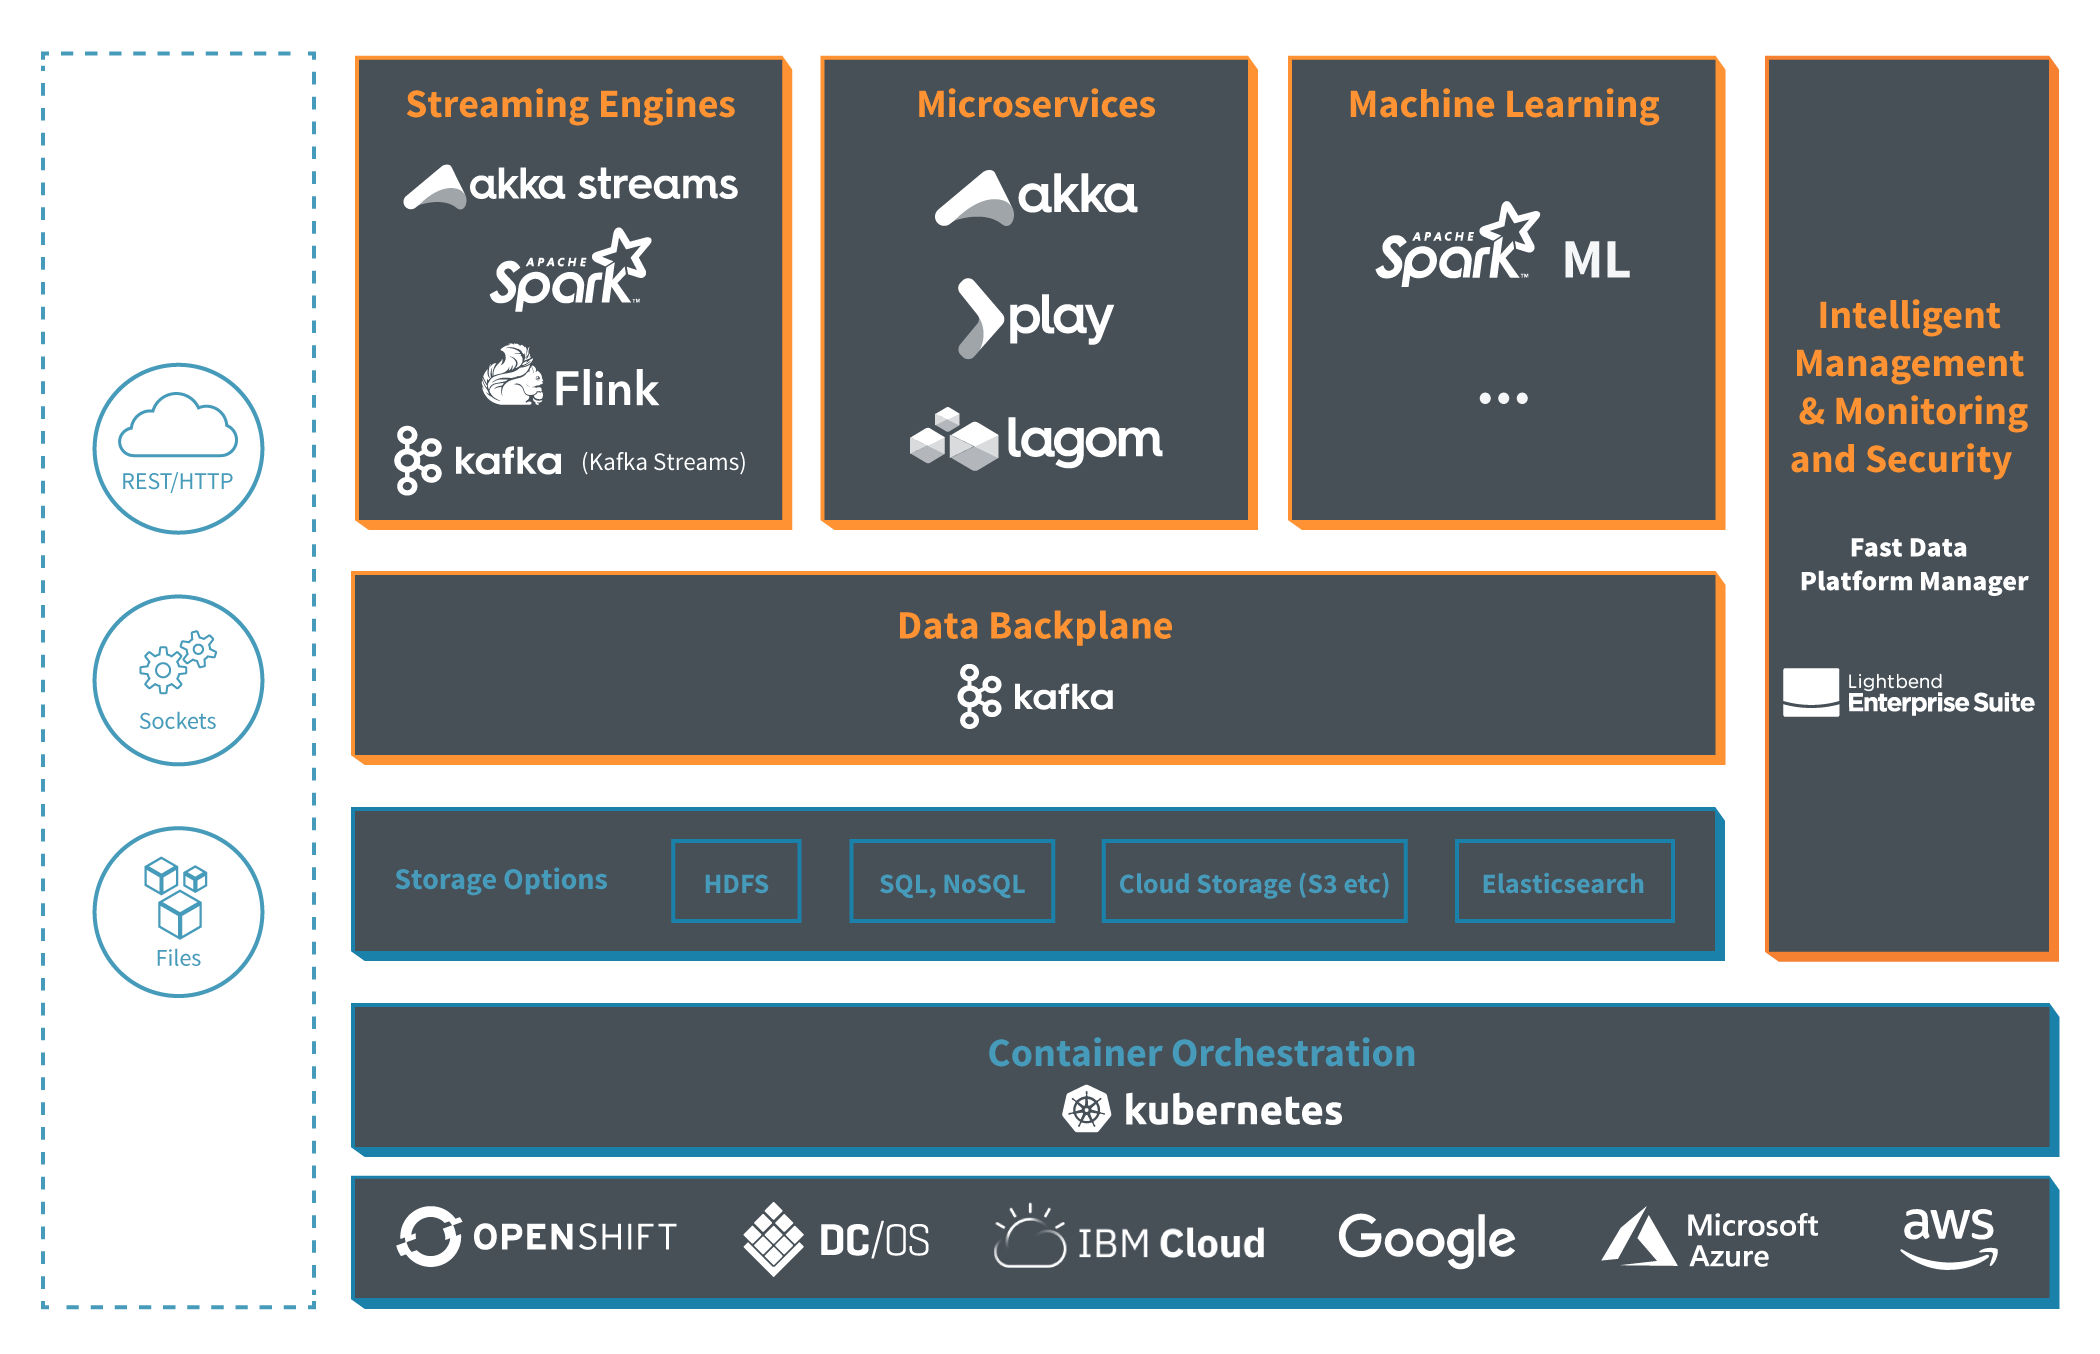 REST/HTTP
Sockets
Files
Streaming Engines
akka streams
APACHE
Spark™
Flink
kafka (Kafka Streams)
Microservices
akka
play
lagom
Machine Learning
APACHE
Spark™ ML
...
Intelligent
Management
& Monitoring
and Security
Fast Data
Platform Manager
Lightbend
Enterprise Suite
Data Backplane
kafka
Storage Options
HDFS
SQL, NoSQL
Cloud Storage (S3 etc)
Elasticsearch
Container Orchestration
kubernetes
OPENSHIFT
DC/OS
IBM Cloud
Google
Microsoft
Azure
aws